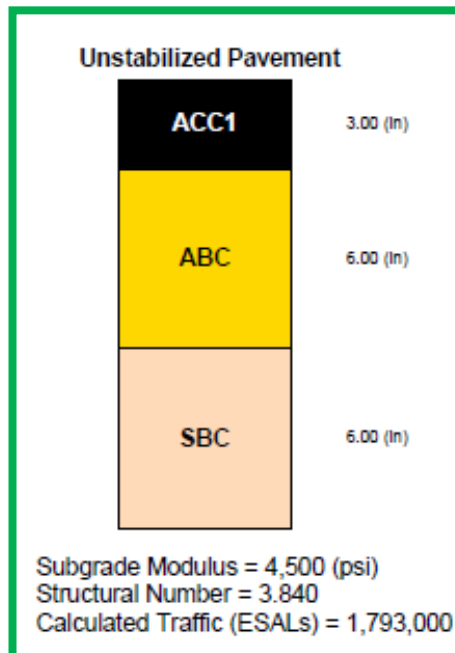 Unstabilized Pavement
ACC1 3.00 (in)
ABC 6.00 (in)
SBC 6.00 (in)
Subgrade Modulus = 4,500 (psi)
Structural Number = 3.840
Calculated Traffic (ESALs) = 1,793,000